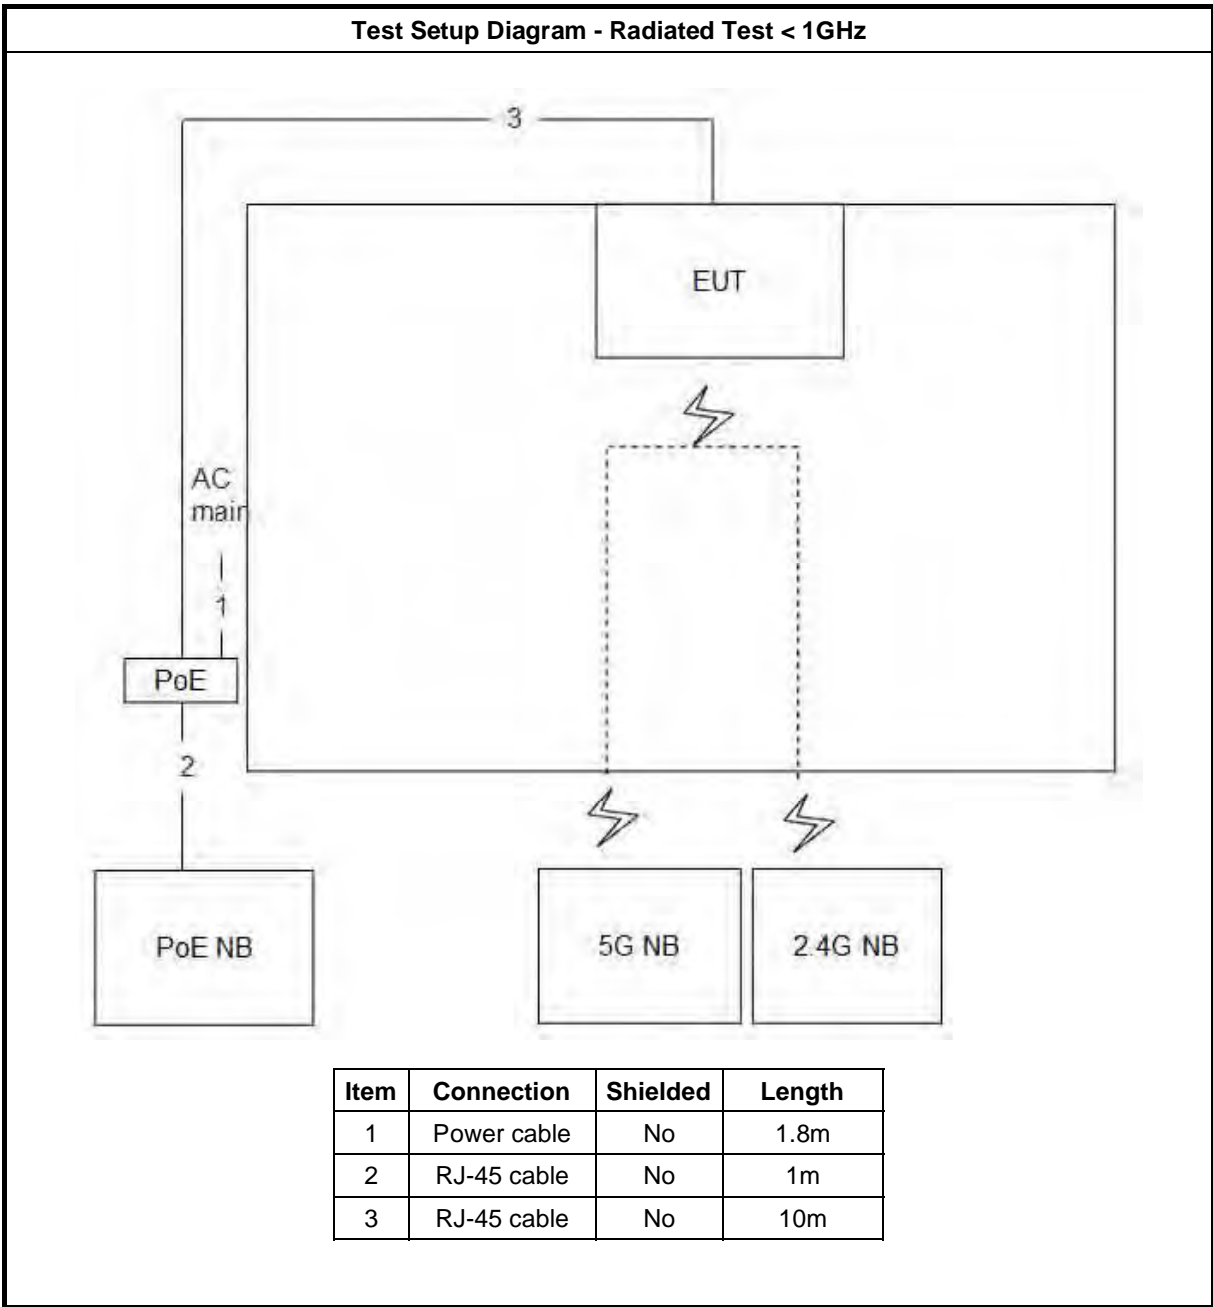 Test Setup Diagram - Radiated Test < 1GHz
3
EUT
AC
main
1
PoE
2
PoE NB
5G NB
2.4G NB
Item Connection Shielded Length
1 Power cable No 1.8m
2 RJ-45 cable No 1m
3 RJ-45 cable No 10m